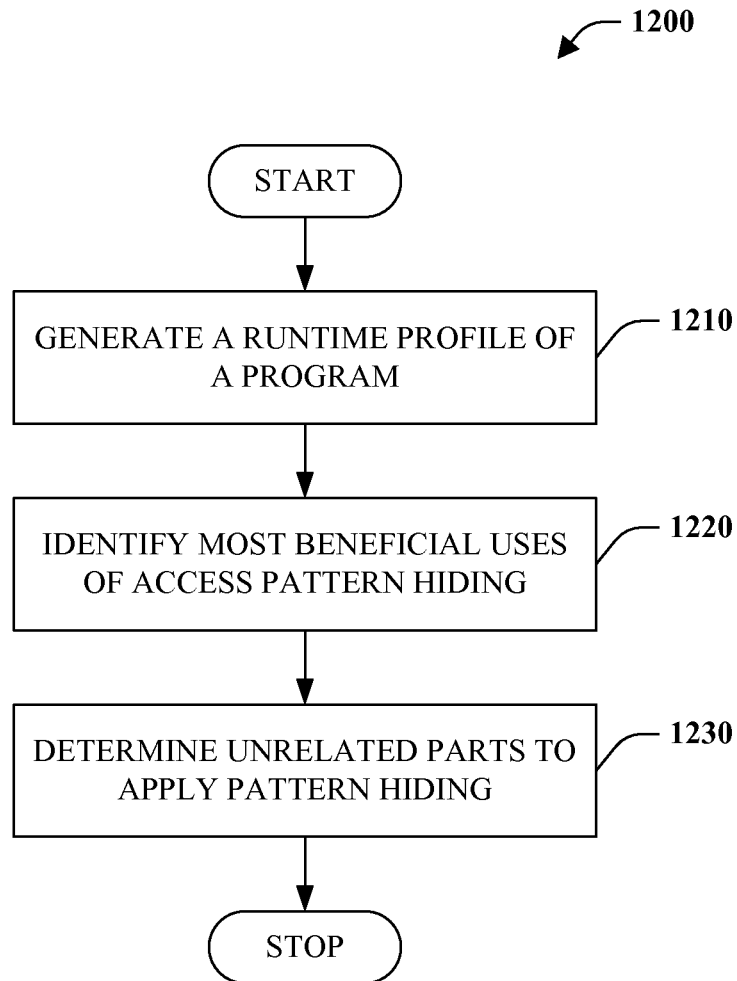 1200
START
GENERATE A RUNTIME PROFILE OF
A PROGRAM
1210
IDENTIFY MOST BENEFICIAL USES
OF ACCESS PATTERN HIDING
1220
DETERMINE UNRELATED PARTS TO
APPLY PATTERN HIDING
1230
STOP